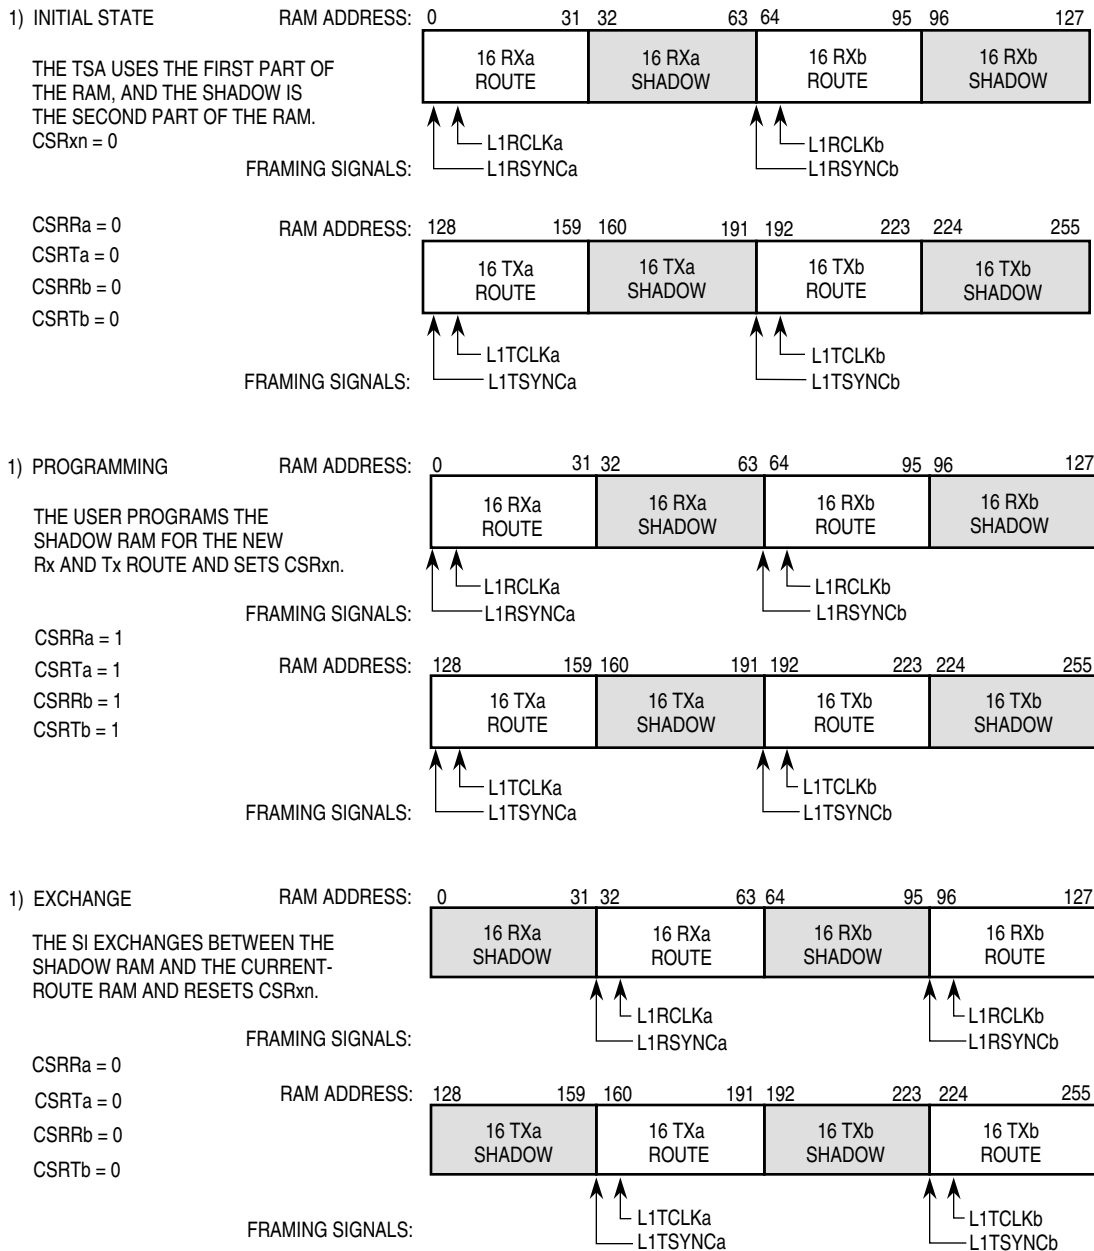 1) INITIAL STATE RAM ADDRESS: 0 31 32 63 64 95 96 127
THE TSA USES THE FIRST PART OF
THE RAM, AND THE SHADOW IS
THE SECOND PART OF THE RAM.
CSRxn = 0
16 RXa ROUTE
16 RXa SHADOW
16 RXb ROUTE
16 RXb SHADOW
L1RCLKa L1RCLKb
FRAMING SIGNALS: L1RSYNCa L1RSYNCb
CSRRa = 0
CSRTa = 0
CSRRb = 0
CSRTb = 0
RAM ADDRESS: 128 159 160 191 192 223 224 255
16 TXa ROUTE
16 TXa SHADOW
16 TXb ROUTE
16 TXb SHADOW
L1TCLKa L1TCLKb
FRAMING SIGNALS: L1TSYNCa L1TSYNCb
1) PROGRAMMING RAM ADDRESS: 0 31 32 63 64 95 96 127
THE USER PROGRAMS THE
SHADOW RAM FOR THE NEW
Rx AND Tx ROUTE AND SETS CSRxn.
16 RXa ROUTE
16 RXa SHADOW
16 RXb ROUTE
16 RXb SHADOW
L1RCLKa L1RCLKb
FRAMING SIGNALS: L1RSYNCa L1RSYNCb
CSRRa = 1
CSRTa = 1
CSRRb = 1
CSRTb = 1
RAM ADDRESS: 128 159 160 191 192 223 224 255
16 TXa ROUTE
16 TXa SHADOW
16 TXb ROUTE
16 TXb SHADOW
L1TCLKa L1TCLKb
FRAMING SIGNALS: L1TSYNCa L1TSYNCb
1) EXCHANGE RAM ADDRESS: 0 31 32 63 64 95 96 127
THE SI EXCHANGES BETWEEN THE
SHADOW RAM AND THE CURRENT-
ROUTE RAM AND RESETS CSRxn.
16 RXa SHADOW
16 RXa ROUTE
16 RXb SHADOW
16 RXb ROUTE
L1RCLKa L1RCLKb
FRAMING SIGNALS: L1RSYNCa L1RSYNCb
CSRRa = 0
CSRTa = 0
CSRRb = 0
CSRTb = 0
RAM ADDRESS: 128 159 160 191 192 223 224 255
16 TXa SHADOW
16 TXa ROUTE
16 TXb SHADOW
16 TXb ROUTE
L1TCLKa L1TCLKb
FRAMING SIGNALS: L1TSYNCa L1TSYNCb